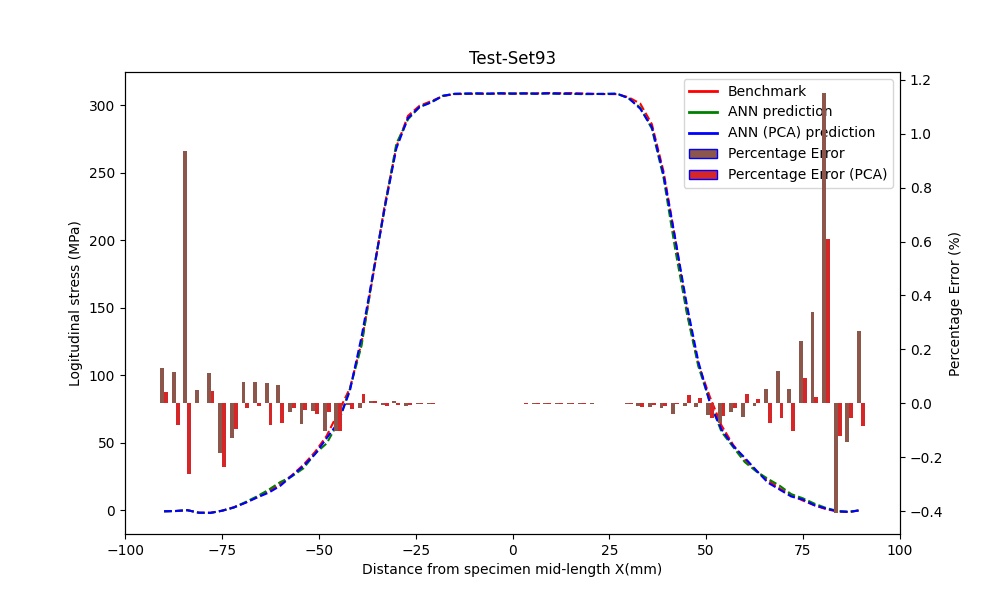 Test-Set93
Benchmark
ANN prediction
ANN (PCA) prediction
Percentage Error
Percentage Error (PCA)
Logitudinal stress (MPa)
300
250
200
150
100
50
0
1.2
1.0
0.8
0.6
0.4
0.2
0.0
−0.2
−0.4
Percentage Error (%)
−100 −75 −50 −25 0 25 50 75 100
Distance from specimen mid-length X(mm)